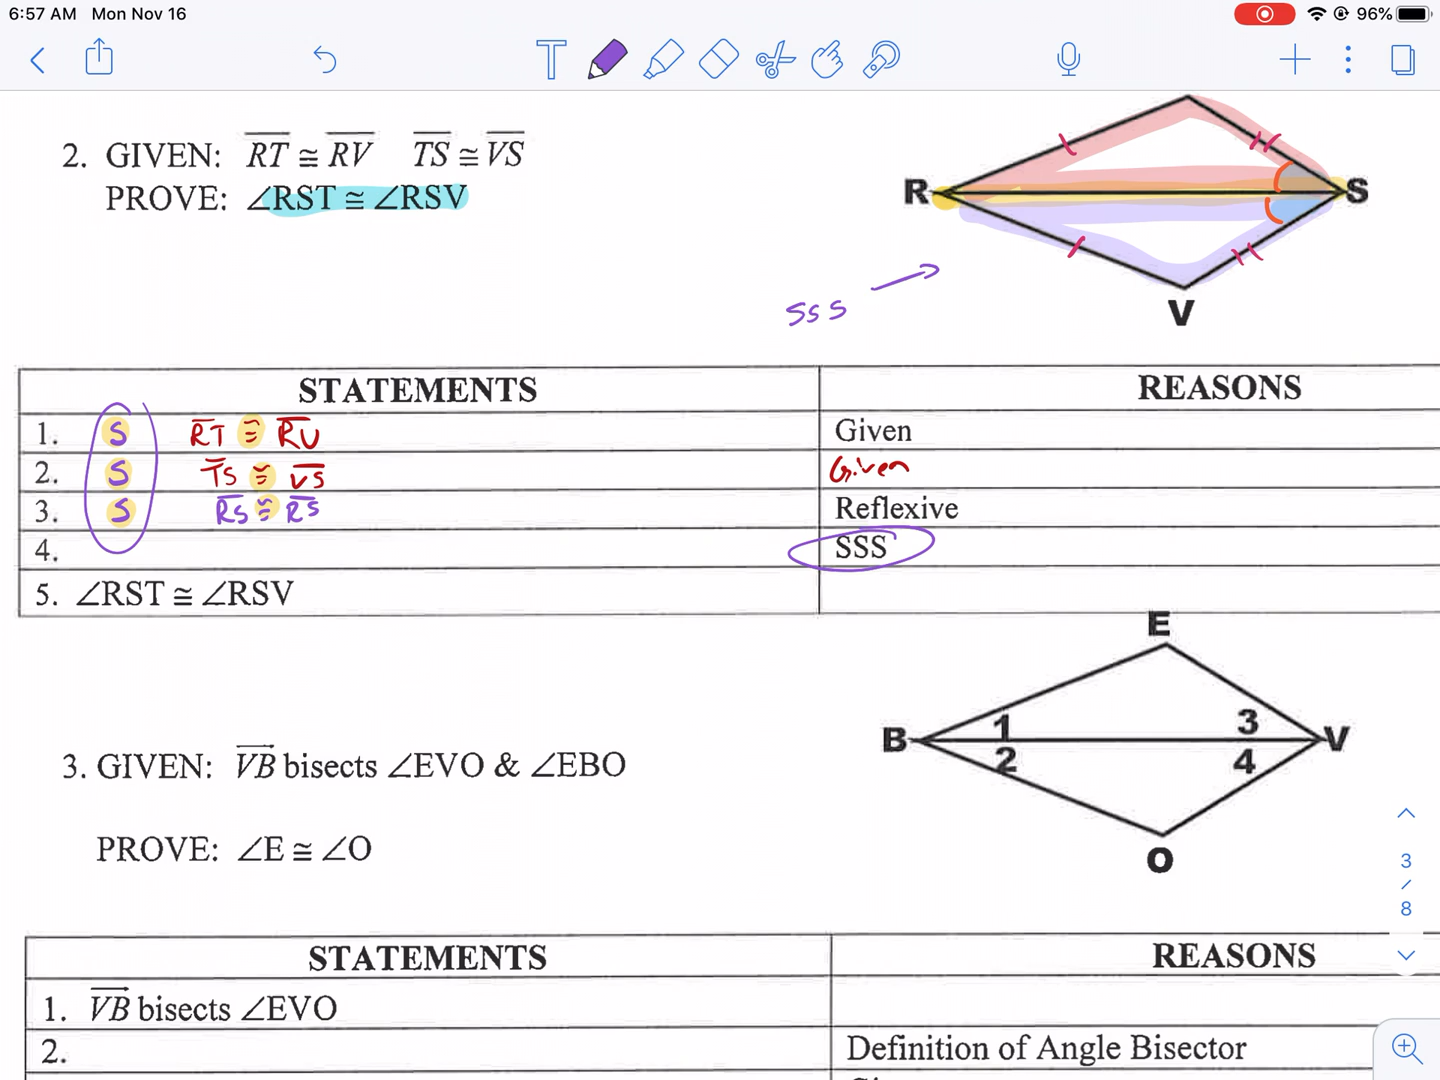 6:57 AM Mon Nov 16 96%
T
2. GIVEN: RT ≅ RV TS ≅ VS
PROVE: ∠RST ≅ ∠RSV
R
S
V
SSS
STATEMENTS REASONS
1. S RT ≅ RV Given
2. S TS ≅ VS Given
3. S RS ≅ RS Reflexive
4. SSS
5. ∠RST ≅ ∠RSV
E
B 1 2 3 4 V
O
3. GIVEN: VB bisects ∠EVO & ∠EBO
PROVE: ∠E ≅ ∠O
3
/
8
STATEMENTS REASONS
1. VB bisects ∠EVO
2. Definition of Angle Bisector